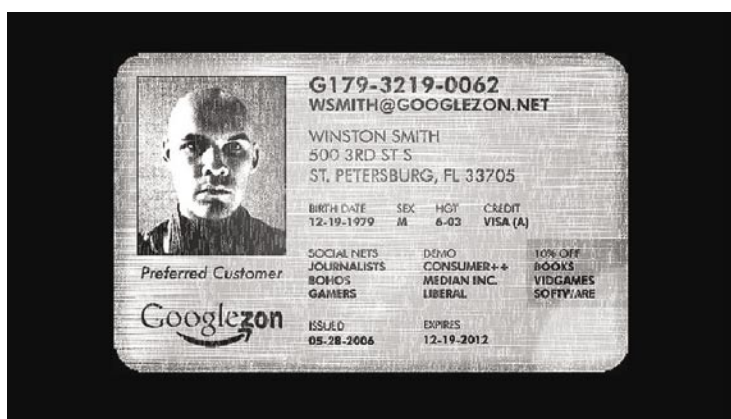 G179-3219-0062
WSMITH@GOOGLEZON.NET
WINSTON SMITH
500 3RD ST S
ST. PETERSBURG, FL 33705
BIRTH DATE SEX HGT CREDIT
12-19-1979 M 6-03 VISA (A)
SOCIAL NETS DEMO 10% OFF
JOURNALISTS CONSUMER++ BOOKS
BOHOS MEDIAN INC. VIDGAMES
GAMERS LIBERAL SOFTWARE
Preferred Customer
Googlezon
ISSUED EXPIRES
05-28-2006 12-19-2012